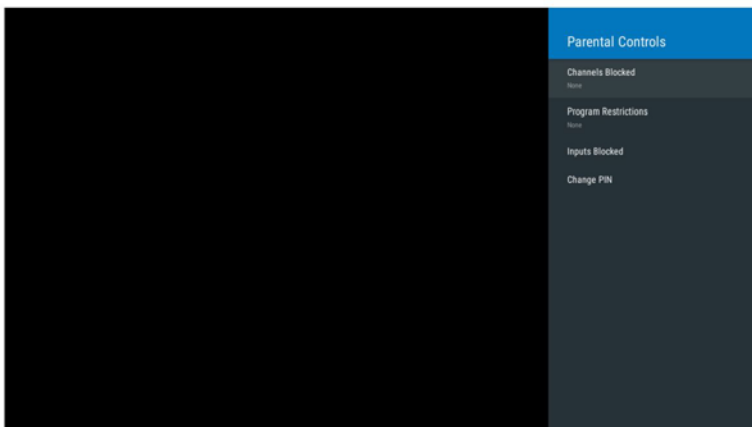 Parental Controls
Channels Blocked
None
Program Restrictions
None
Inputs Blocked
Change PIN